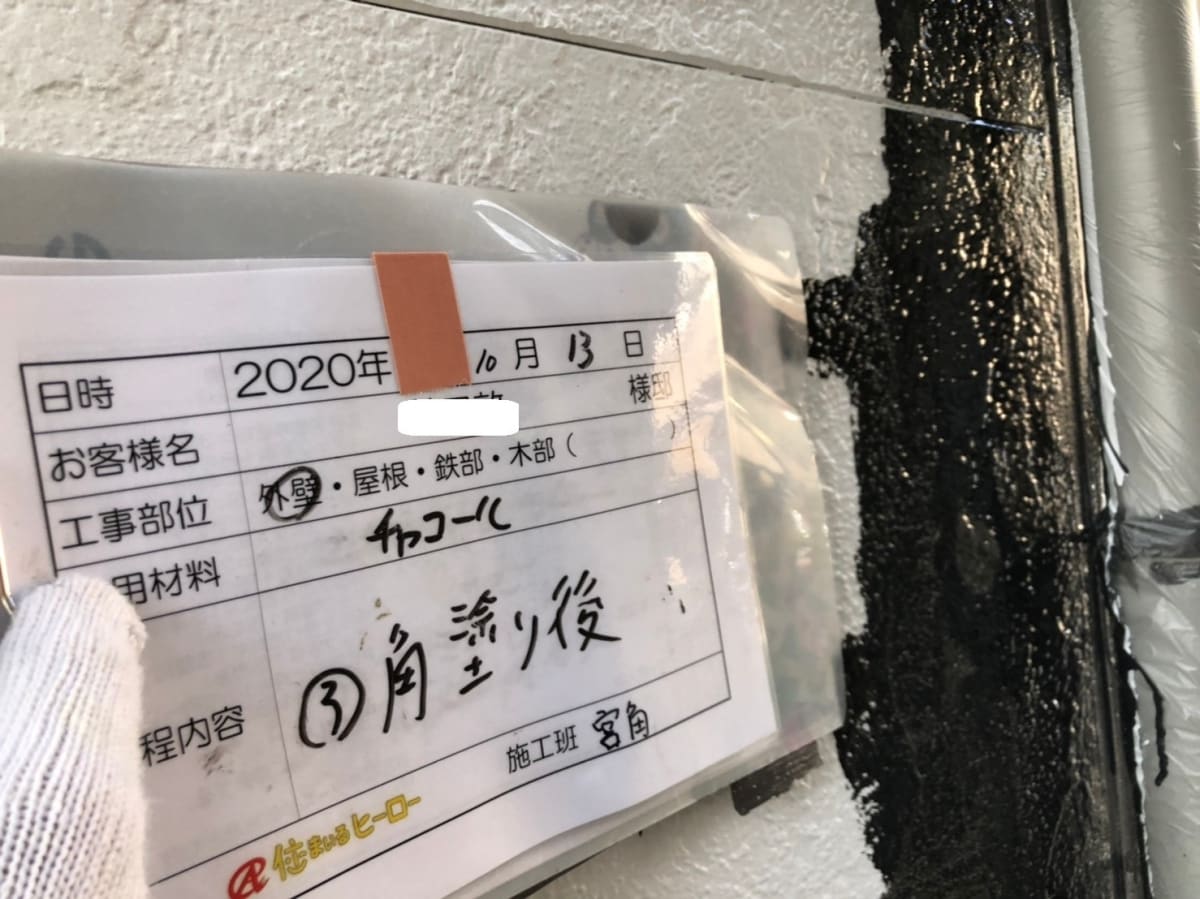 日時 2020年 10月 13日
お客様名 様邸
工事部位 外壁・屋根・鉄部・木部( )
用材料 チャコール
程内容 ③角塗り後
施工班 宮角
住まいるヒーロー